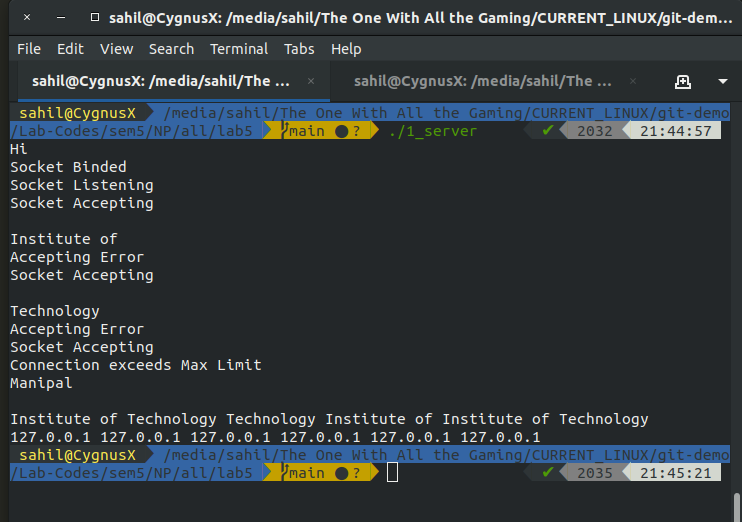 sahil@CygnusX: /media/sahil/The One With All the Gaming/CURRENT_LINUX/git-dem...
File Edit View Search Terminal Tabs Help
sahil@CygnusX: /media/sahil/The ... × sahil@CygnusX: /media/sahil/The ... ×
sahil@CygnusX /media/sahil/The One With All the Gaming/CURRENT_LINUX/git-demo
/Lab-Codes/sem5/NP/all/lab5 main ●? ./1_server ✔ 2032 21:44:57
Hi
Socket Binded
Socket Listening
Socket Accepting
Institute of
Accepting Error
Socket Accepting
Technology
Accepting Error
Socket Accepting
Connection exceeds Max Limit
Manipal
Institute of Technology Technology Institute of Institute of Technology
127.0.0.1 127.0.0.1 127.0.0.1 127.0.0.1 127.0.0.1 127.0.0.1
sahil@CygnusX /media/sahil/The One With All the Gaming/CURRENT_LINUX/git-demo
/Lab-Codes/sem5/NP/all/lab5 main ●? ✔ 2035 21:45:21